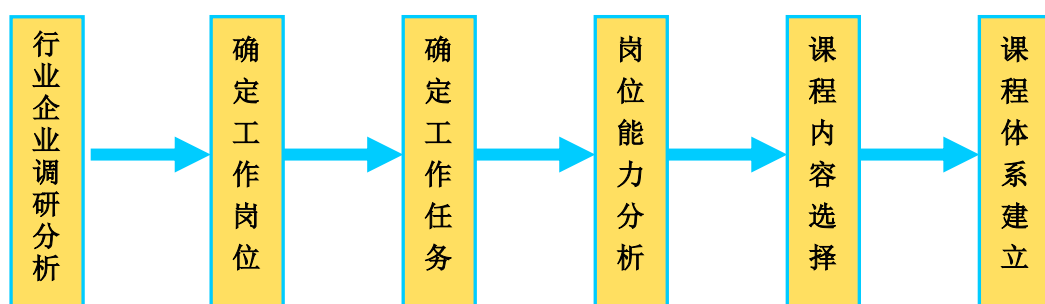 行业企业调研分析
确定工作岗位
确定工作任务
岗位能力分析
课程内容选择
课程体系建立